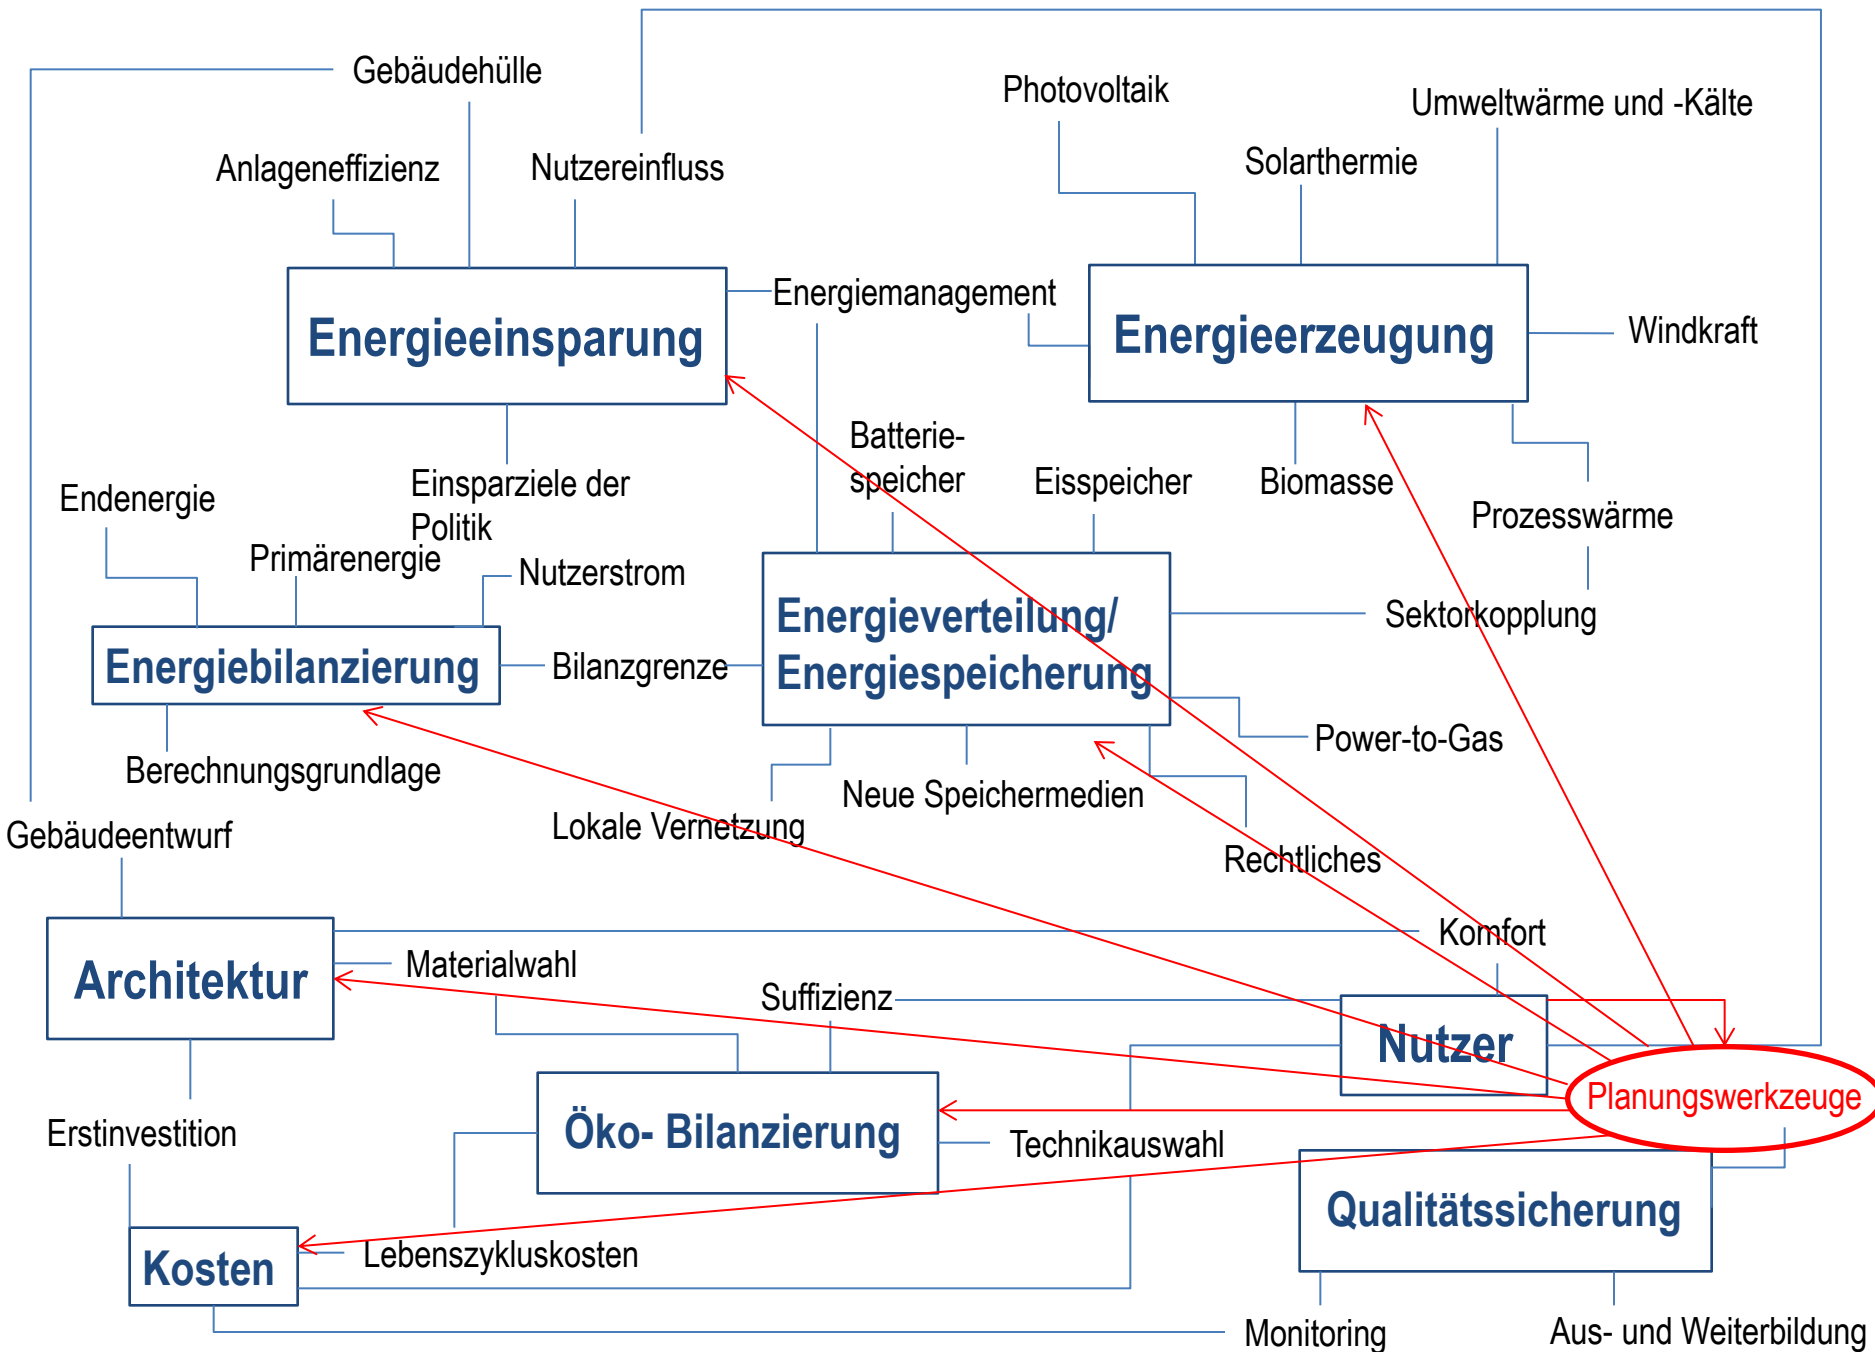 Gebäudehülle
Photovoltaik
Umweltwärme und -Kälte
Anlageneffizienz
Nutzereinfluss
Solarthermie
Energieeinsparung
Energiemanagement
Energieerzeugung
Windkraft
Batterie-
speicher
Eisspeicher
Biomasse
Prozesswärme
Endenergie
Einsparziele der
Politik
Primärenergie
Nutzerstrom
Energieverteilung/
Energiespeicherung
Sektorkopplung
Energiebilanzierung
Bilanzgrenze
Power-to-Gas
Berechnungsgrundlage
Neue Speichermedien
Lokale Vernetzung
Rechtliches
Gebäudeentwurf
Komfort
Architektur
Materialwahl
Suffizienz
Nutzer
Planungswerkzeuge
Erstinvestition
Öko- Bilanzierung
Technikauswahl
Qualitätssicherung
Kosten
Lebenszykluskosten
Monitoring
Aus- und Weiterbildung